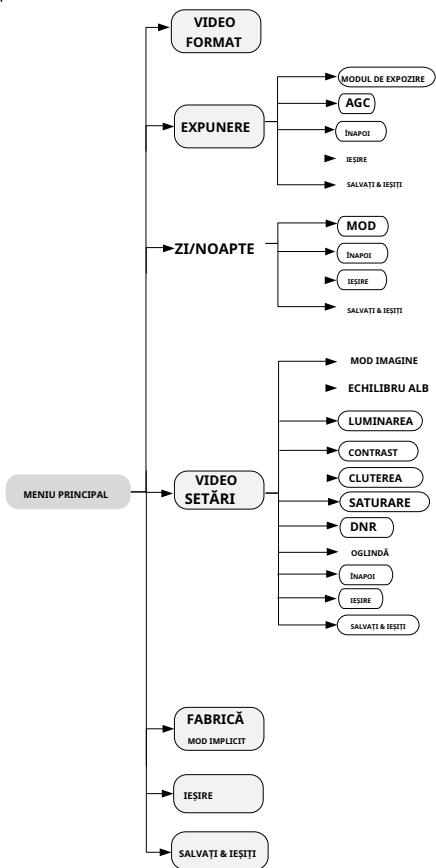 VIDEO
FORMAT
MODUL DE EXPOZIRE
AGC
EXPUNERE
ÎNAPOI
IEȘIRE
SALVAȚI & IEȘIȚI
MOD
ZI/NOAPTE
ÎNAPOI
IEȘIRE
SALVAȚI & IEȘIȚI
MOD IMAGINE
ECHILIBRU ALB
LUMINAREA
CONTRAST
MENIU PRINCIPAL
VIDEO
SETĂRI
CLUTEREA
SATURARE
DNR
OGLINDĂ
ÎNAPOI
IEȘIRE
SALVAȚI & IEȘIȚI
FABRICĂ
MOD IMPLICIT
IEȘIRE
SALVAȚI & IEȘIȚI